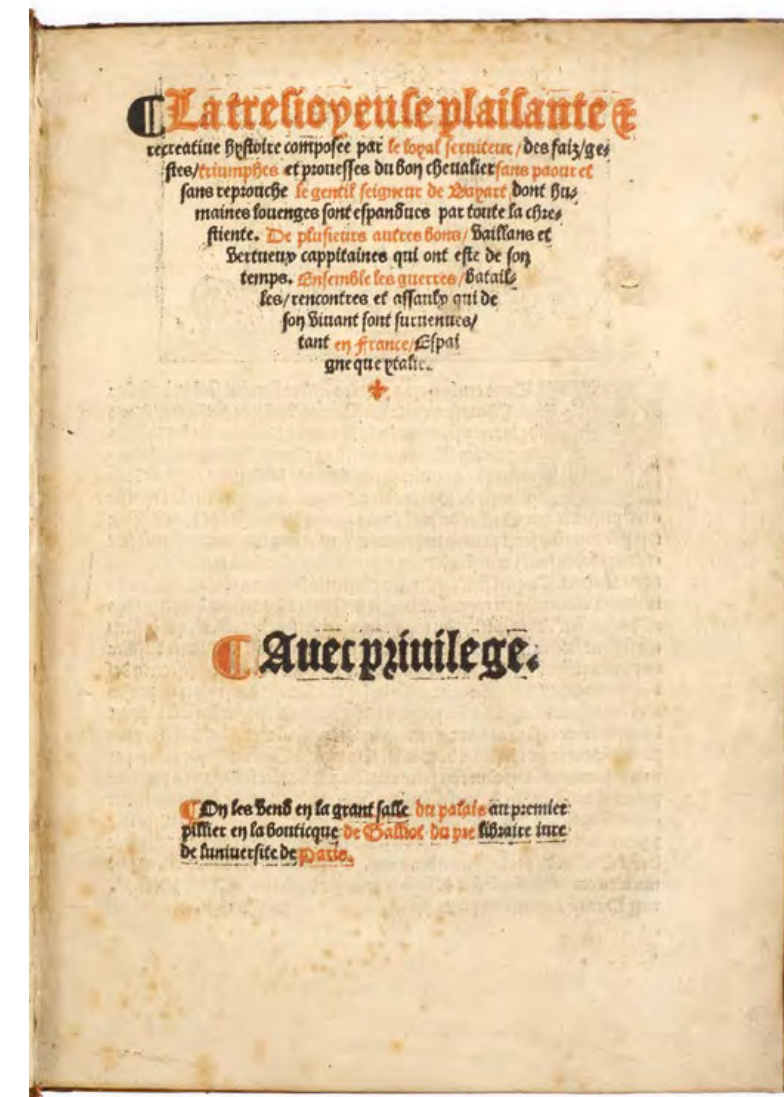 ¶ La tresioyeuse plaisante &
recreatiue hystoire composee par le loyal seruiteur/ des faiz/ ge⸗
stes/ triumphes et prouesses du bon cheualier sans paour et
sans reprouche le gentil seigneur de Bayart dont hu⸗
maines louenges sont espandues par toute la chre⸗
stiente. De plusieurs autres bons/ vaillans et
vertueux cappitaines qui ont este de son
temps. Ensemble les guerres/ batail⸗
les/ rencontres et assaulx qui de
son viuant sont suruenues/
tant en France/ Espai
gne que ytalie.
¶ Auec priuilege.
¶ On les vend en la grant salle du palais au premier
pillier en la bouticque de Galliot du pre libraire iure
de luniuersite de Paris.